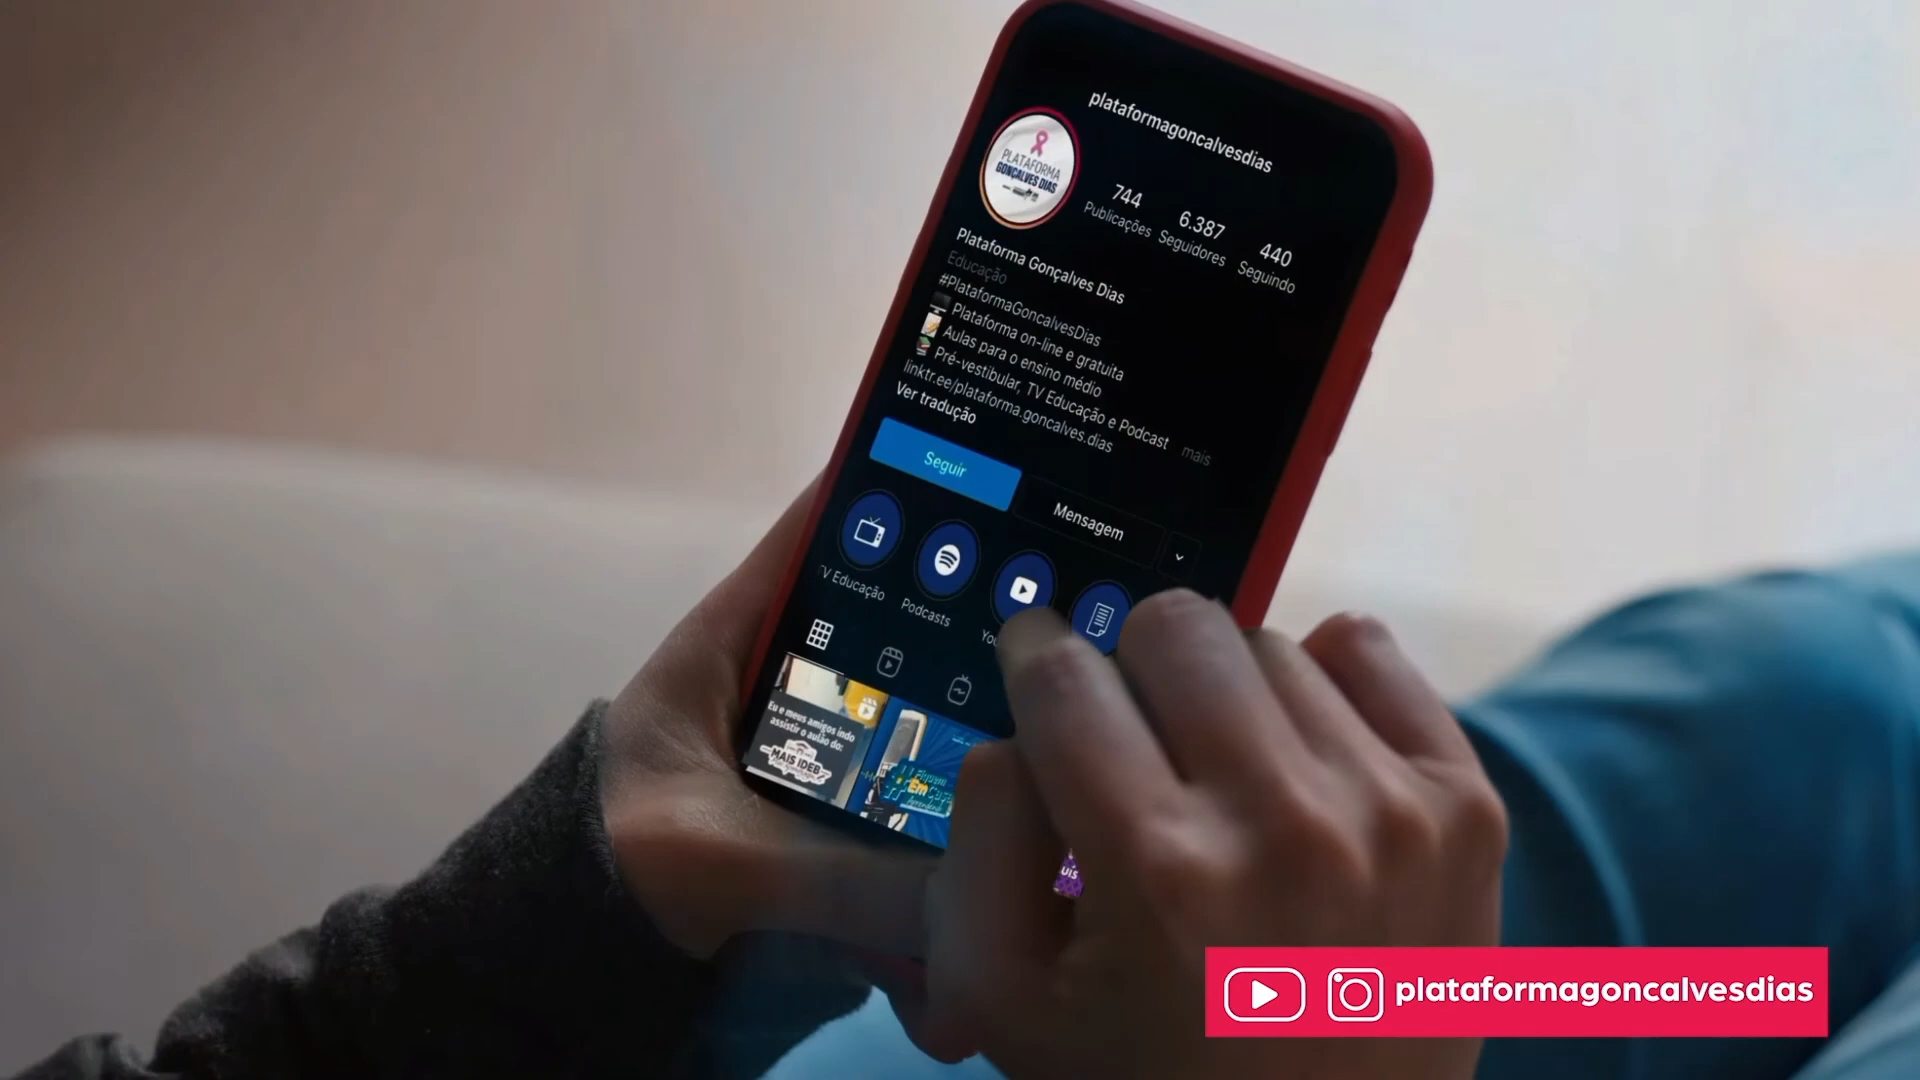 plataformagoncalvesdias
PLATAFORMA
GONÇALVES DIAS
744
Publicações
6.387
Seguidores
440
Seguindo
Plataforma Gonçalves Dias
Educação
#PlataformaGoncalvesDias
Plataforma on-line e gratuita
Aulas para o ensino médio
Pré-vestibular, TV Educação e Podcast mais
linktr.ee/plataforma.goncalves.dias
Ver tradução
Seguir
Mensagem
TV Educação
Podcasts
Eu e meus amigos indo
assistir o aulão do:
MAIS IDEB
Em
UÍS
plataformagoncalvesdias